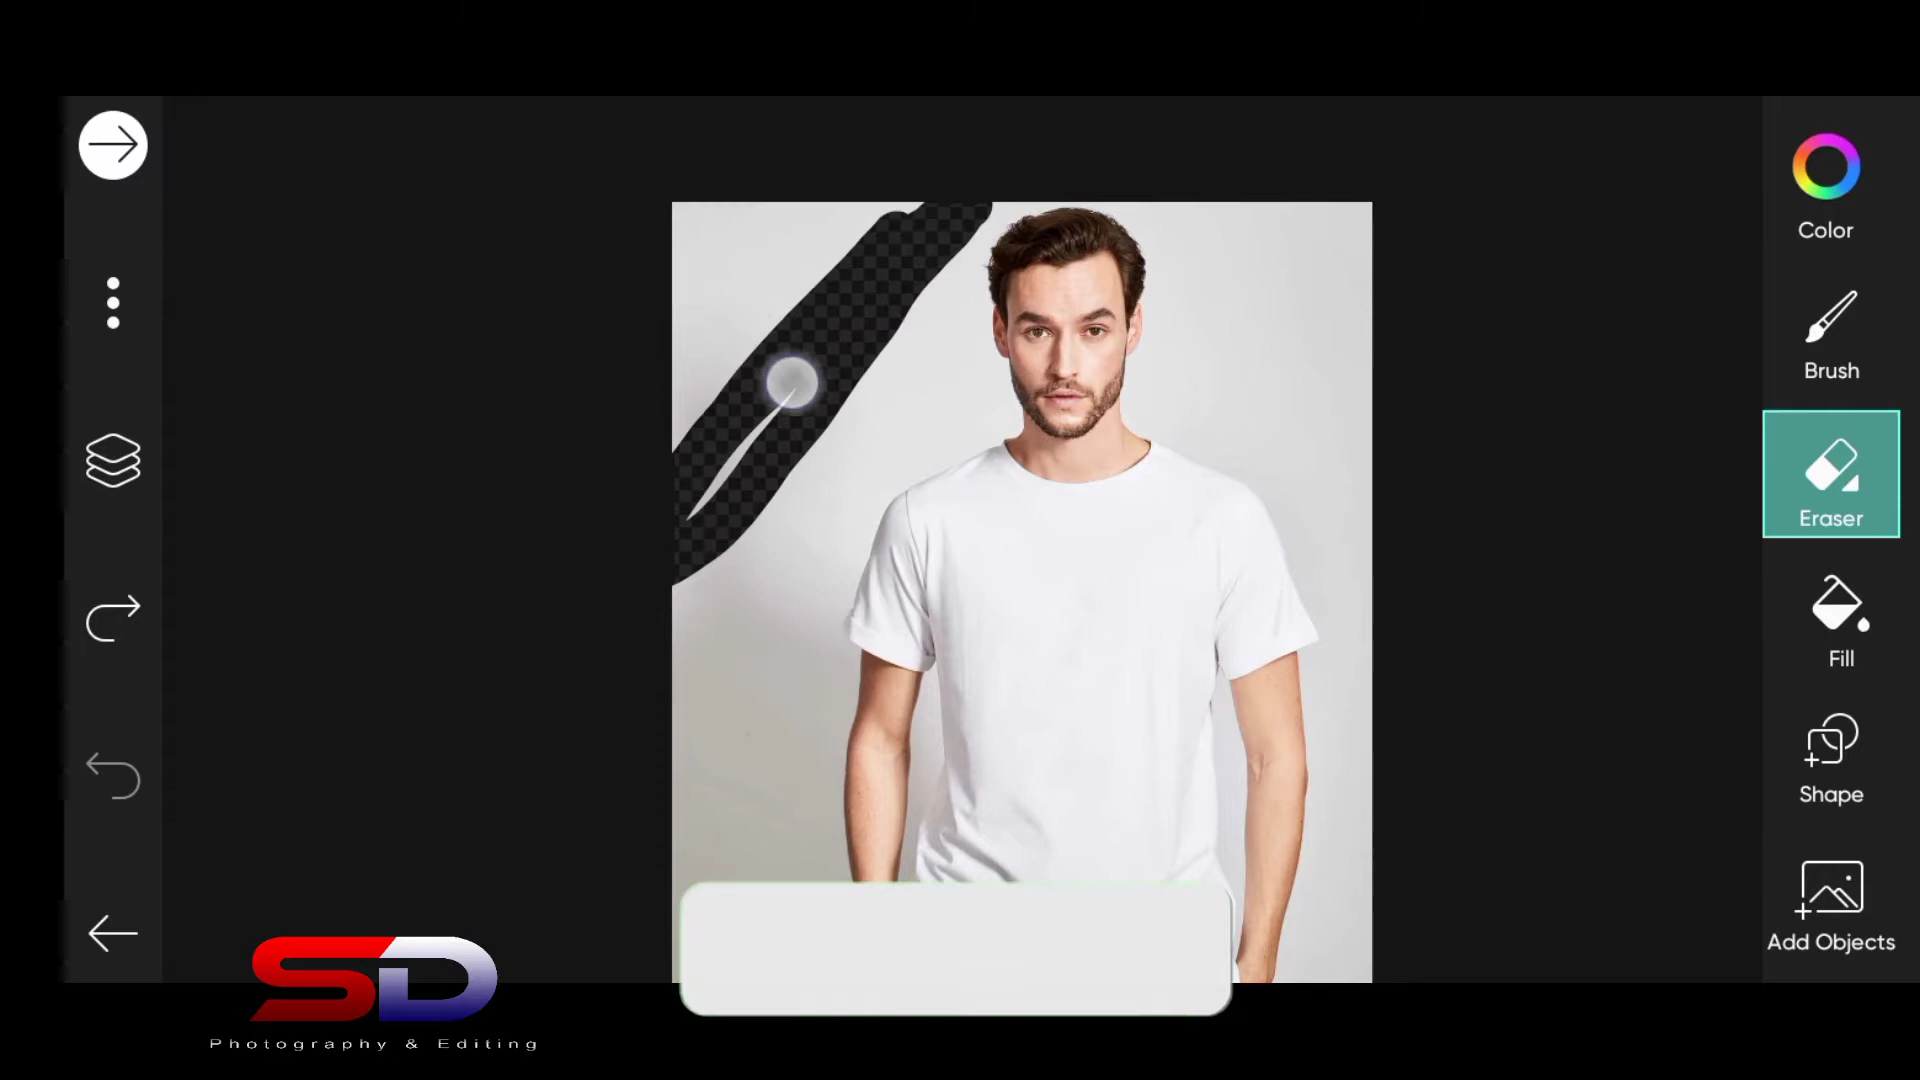 Color
Brush
Eraser
Fill
Shape
Add Objects
SD
Photography & Editing